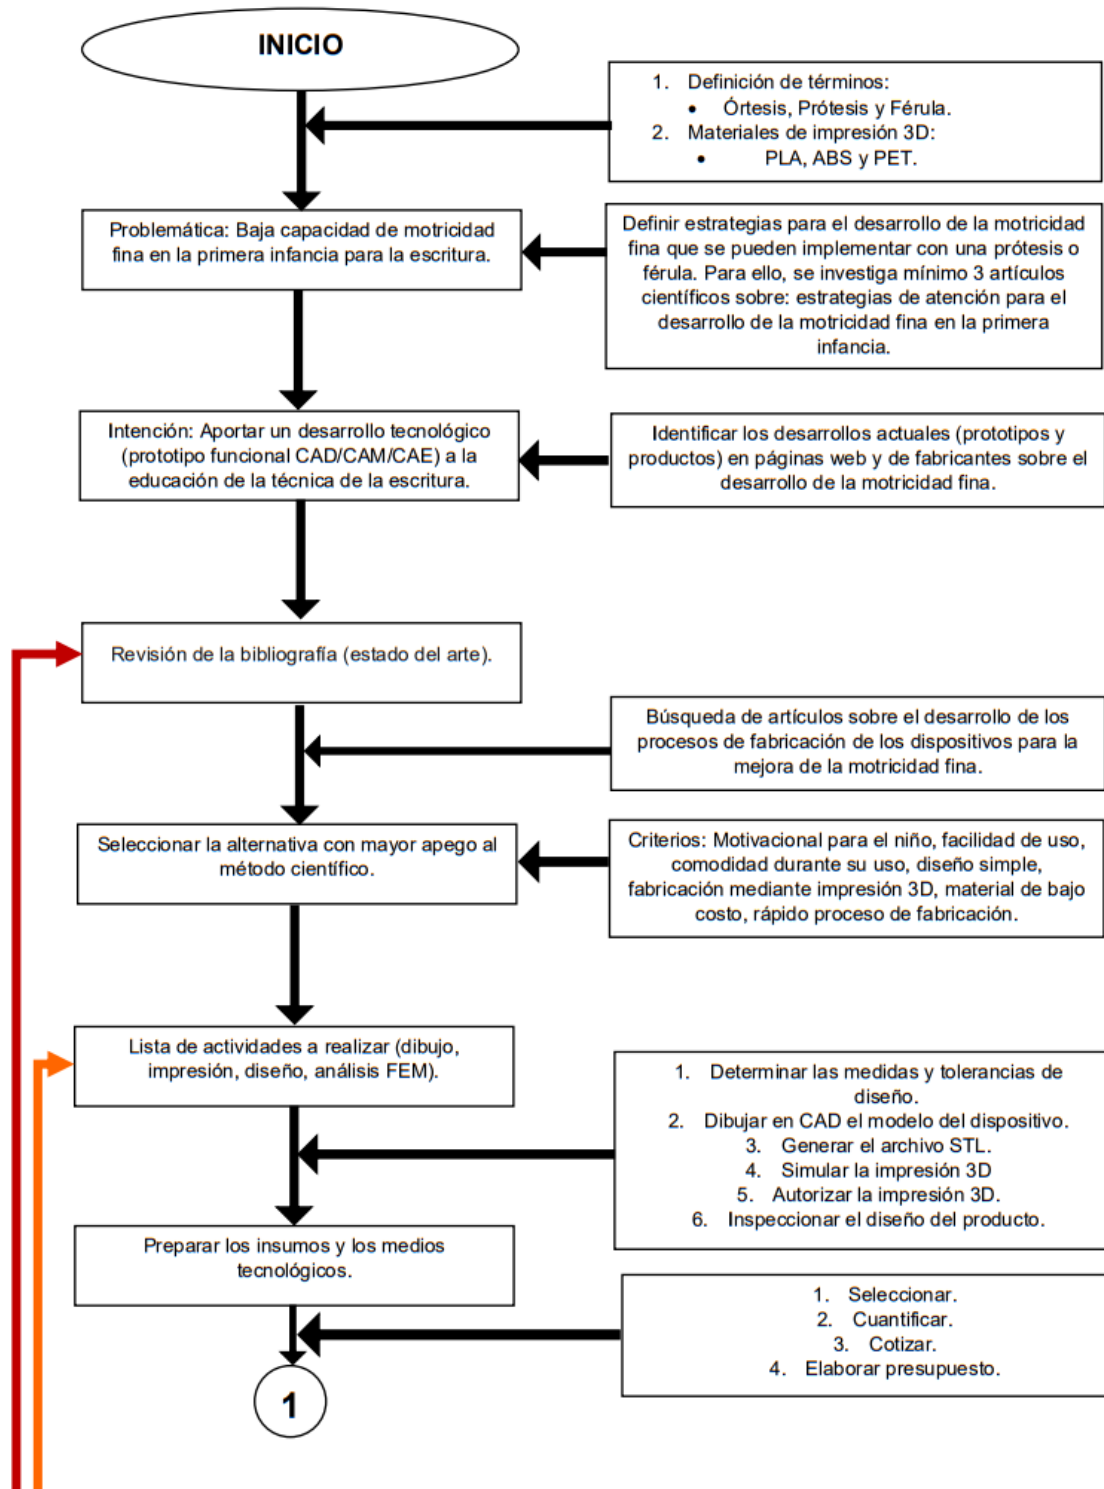 INICIO
1. Definición de términos:
• Órtesis, Prótesis y Férula.
2. Materiales de impresión 3D:
• PLA, ABS y PET.
Problemática: Baja capacidad de motricidad
fina en la primera infancia para la escritura.
Definir estrategias para el desarrollo de la motricidad
fina que se pueden implementar con una prótesis o
férula. Para ello, se investiga mínimo 3 artículos
científicos sobre: estrategias de atención para el
desarrollo de la motricidad fina en la primera
infancia.
Intención: Aportar un desarrollo tecnológico
(prototipo funcional CAD/CAM/CAE) a la
educación de la técnica de la escritura.
Identificar los desarrollos actuales (prototipos y
productos) en páginas web y de fabricantes sobre el
desarrollo de la motricidad fina.
Revisión de la bibliografía (estado del arte).
Búsqueda de artículos sobre el desarrollo de los
procesos de fabricación de los dispositivos para la
mejora de la motricidad fina.
Seleccionar la alternativa con mayor apego al
método científico.
Criterios: Motivacional para el niño, facilidad de uso,
comodidad durante su uso, diseño simple,
fabricación mediante impresión 3D, material de bajo
costo, rápido proceso de fabricación.
Lista de actividades a realizar (dibujo,
impresión, diseño, análisis FEM).
1. Determinar las medidas y tolerancias de
diseño.
2. Dibujar en CAD el modelo del dispositivo.
3. Generar el archivo STL.
4. Simular la impresión 3D
5. Autorizar la impresión 3D.
6. Inspeccionar el diseño del producto.
Preparar los insumos y los medios
tecnológicos.
1. Seleccionar.
2. Cuantificar.
3. Cotizar.
4. Elaborar presupuesto.
1